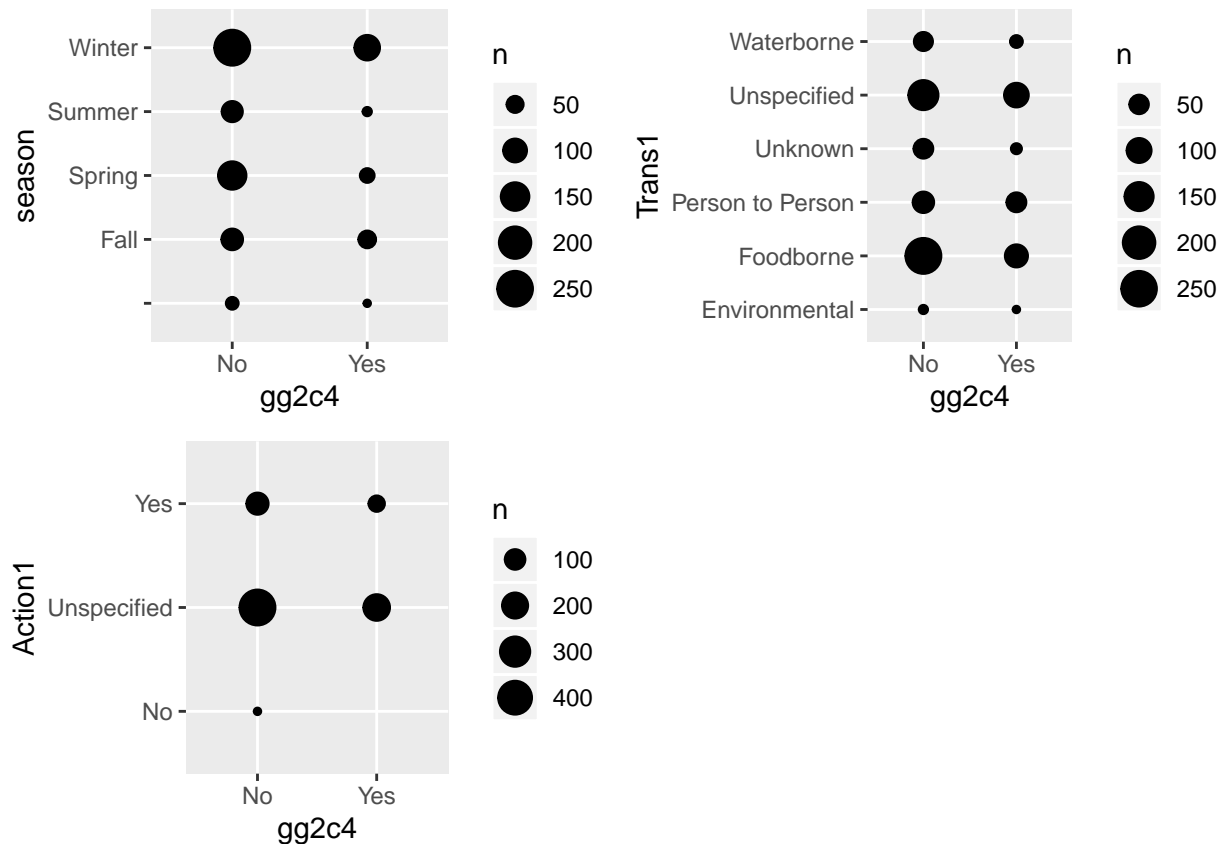 Winter
Summer
Spring
Fall
season
No Yes
gg2c4
n
50
100
150
200
250
Waterborne
Unspecified
Unknown
Person to Person
Foodborne
Environmental
Trans1
No Yes
gg2c4
n
50
100
150
200
250
Yes
Unspecified
No
Action1
No Yes
gg2c4
n
100
200
300
400